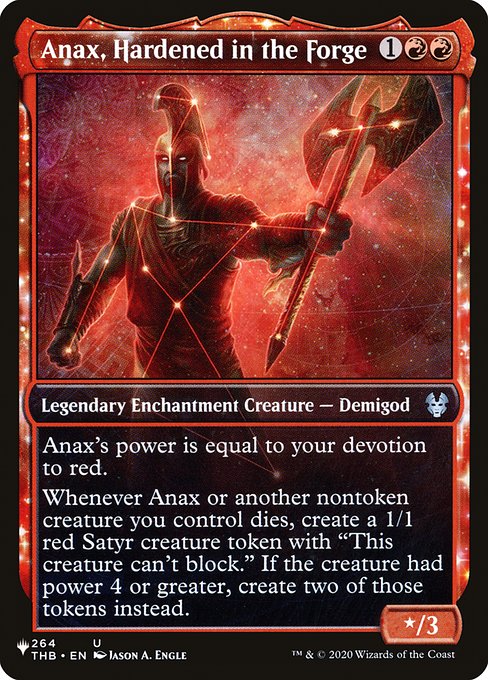 Anax, Hardened in the Forge 1
Legendary Enchantment Creature — Demigod
Anax's power is equal to your devotion
to red.
Whenever Anax or another nontoken
creature you control dies, create a 1/1
red Satyr creature token with “This
creature can't block.” If the creature had
power 4 or greater, create two of those
tokens instead.
★/3
264 U
THB • EN Jason A. Engle
™ & © 2020 Wizards of the Coast